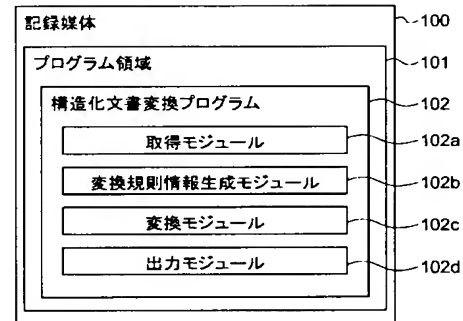 記録媒体 100
プログラム領域 101
構造化文書変換プログラム 102
取得モジュール 102a
変換規則情報生成モジュール 102b
変換モジュール 102c
出力モジュール 102d